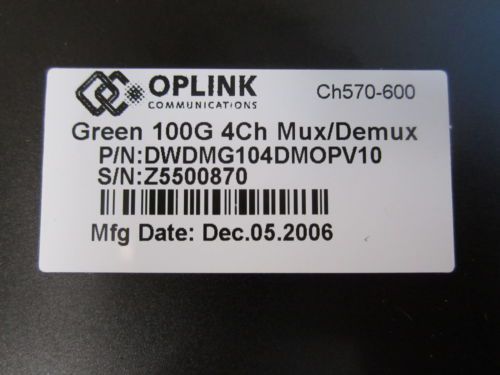 OPLINK
COMMUNICATIONS
Ch570-600
Green 100G 4Ch Mux/Demux
P/N:DWDMG104DMOPV10
S/N:Z5500870
Mfg Date: Dec.05.2006